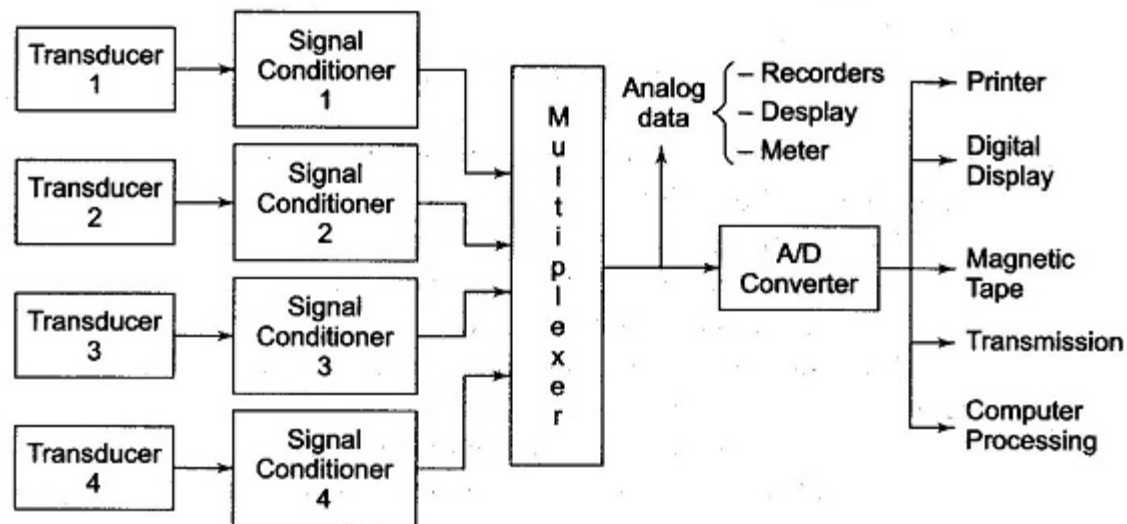 Transducer
1
Signal
Conditioner
1
Transducer
2
Signal
Conditioner
2
Transducer
3
Signal
Conditioner
3
Transducer
4
Signal
Conditioner
4
Multiplexer
Analog
data
– Recorders
– Desplay
– Meter
A/D
Converter
Printer
Digital
Display
Magnetic
Tape
Transmission
Computer
Processing